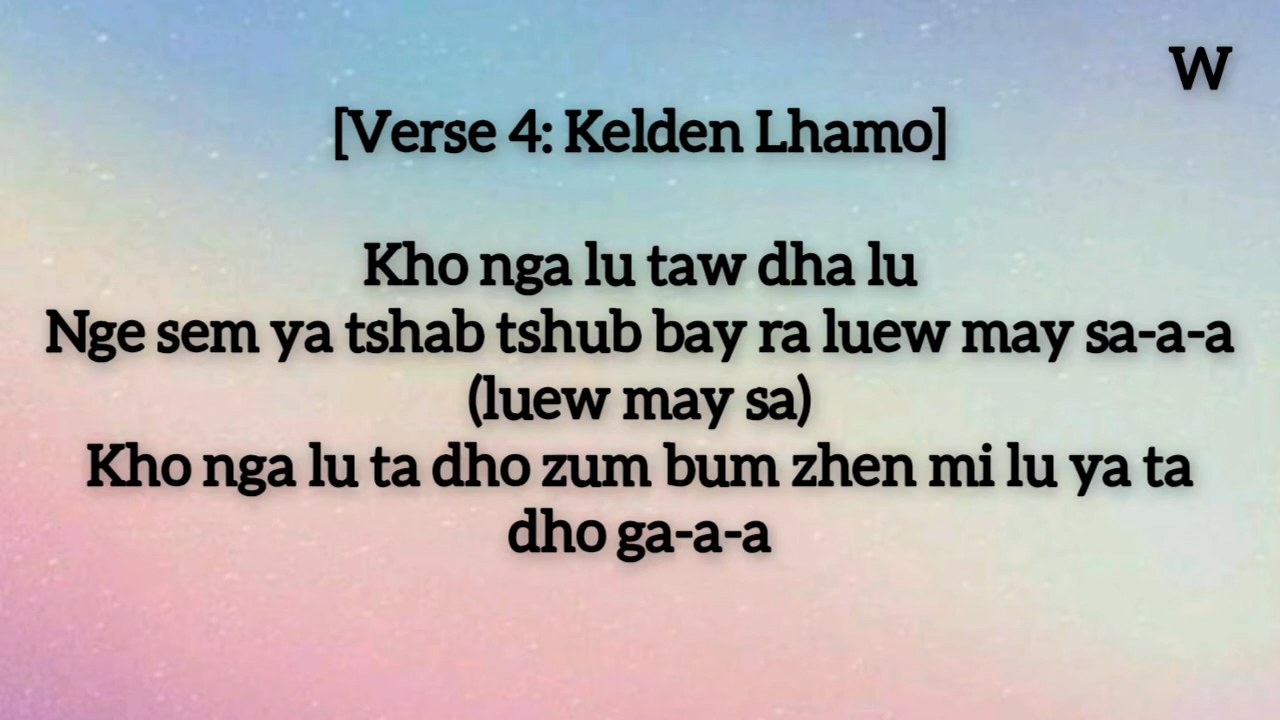 W
[Verse 4: Kelden Lhamo]
Kho nga lu taw dha lu
Nge sem ya tshab tshub bay ra luew may sa-a-a
(luew may sa)
Kho nga lu ta dho zum bum zhen mi lu ya ta
dho ga-a-a